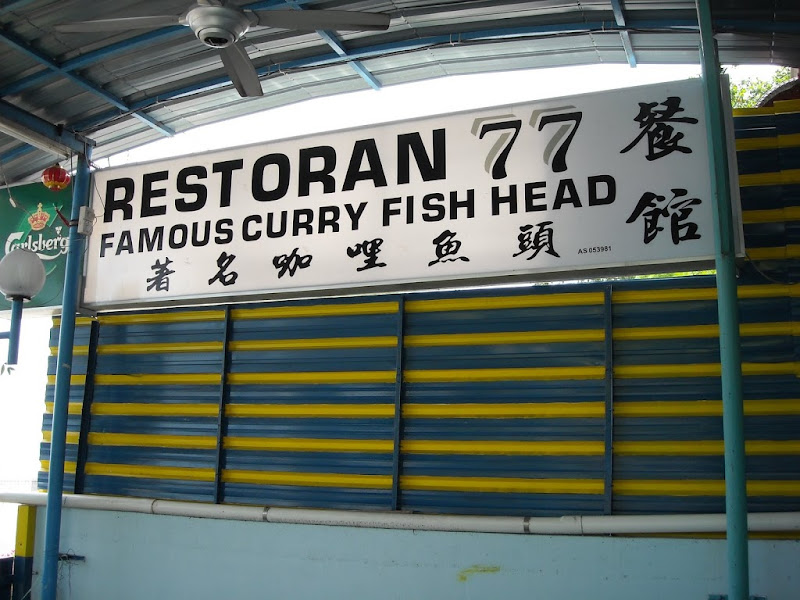 RESTORAN 77 餐館
FAMOUS CURRY FISH HEAD
著名咖哩魚頭
AS 053981
Carlsberg